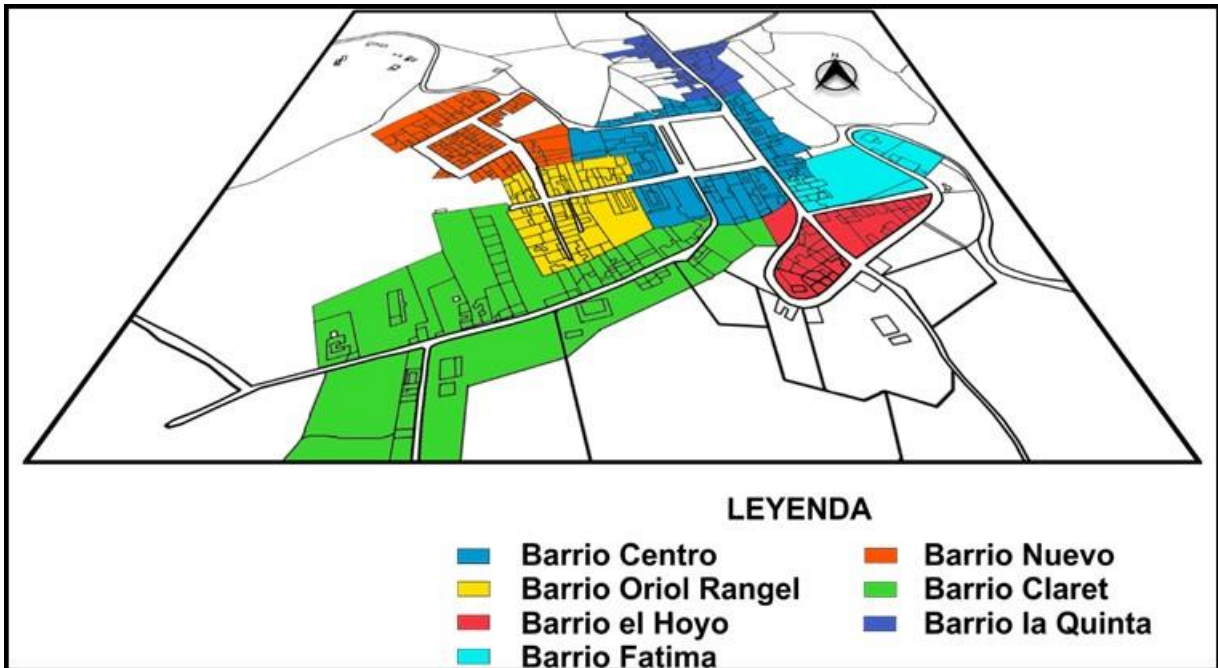 N
LEYENDA
Barrio Centro
Barrio Oriol Rangel
Barrio el Hoyo
Barrio Fatima
Barrio Nuevo
Barrio Claret
Barrio la Quinta